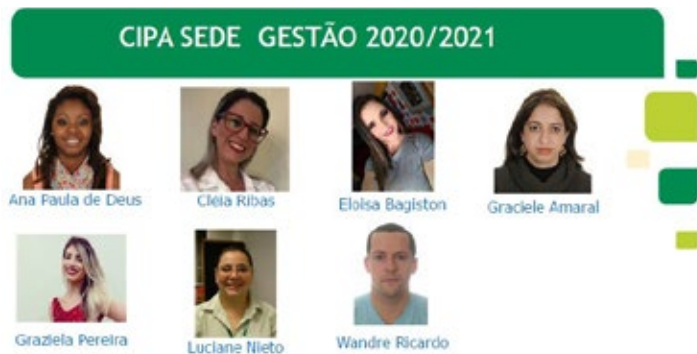 CIPA SEDE GESTÃO 2020/2021
Ana Paula de Deus
Cléia Ribas
Eloisa Bagiston
Graciele Amaral
Graziela Pereira
Luciane Nieto
Wandre Ricardo